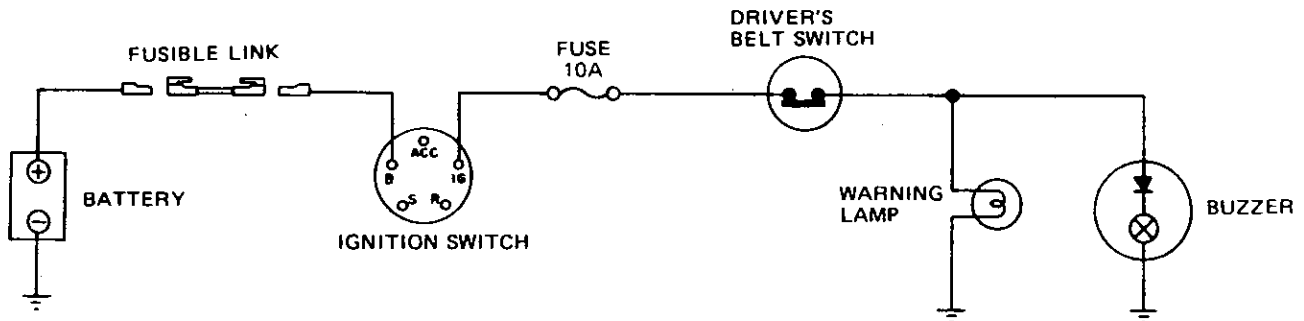 DRIVER'S
BELT SWITCH
FUSIBLE LINK
FUSE
10A
ACC
B
IG
S R
BATTERY
IGNITION SWITCH
WARNING
LAMP
BUZZER